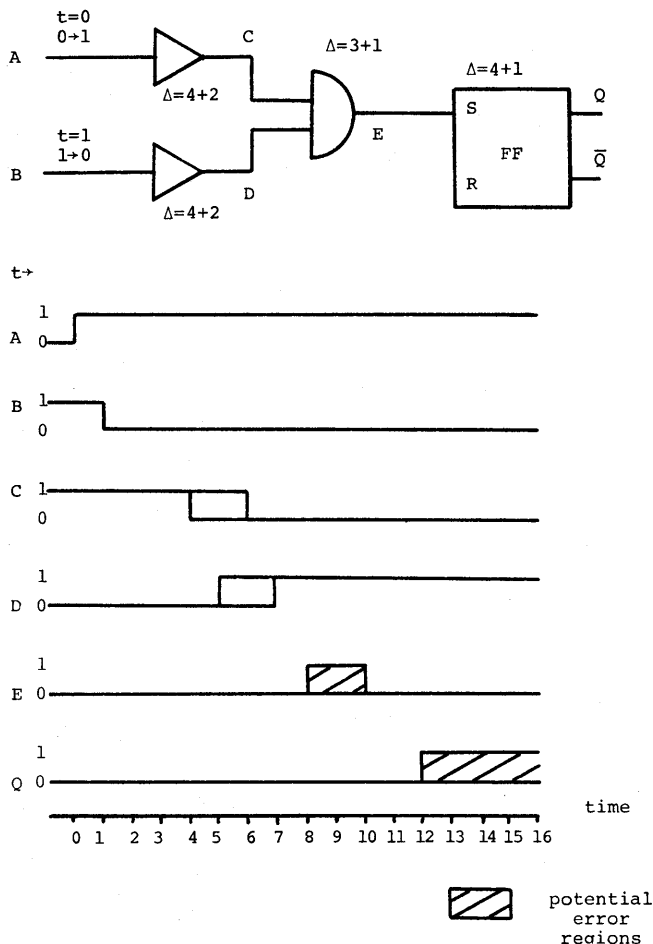 t=0
0→1
A
C
Δ=4+2
Δ=3+1
Δ=4+1
S
Q
E
FF
t=1
1→0
B
D
R
Q̅
Δ=4+2
t→
1
A 0
B 1
0
C 1
0
1
D 0
1
E 0
1
Q 0
time
0 1 2 3 4 5 6 7 8 9 10 11 12 13 14 15 16
potential
error
regions